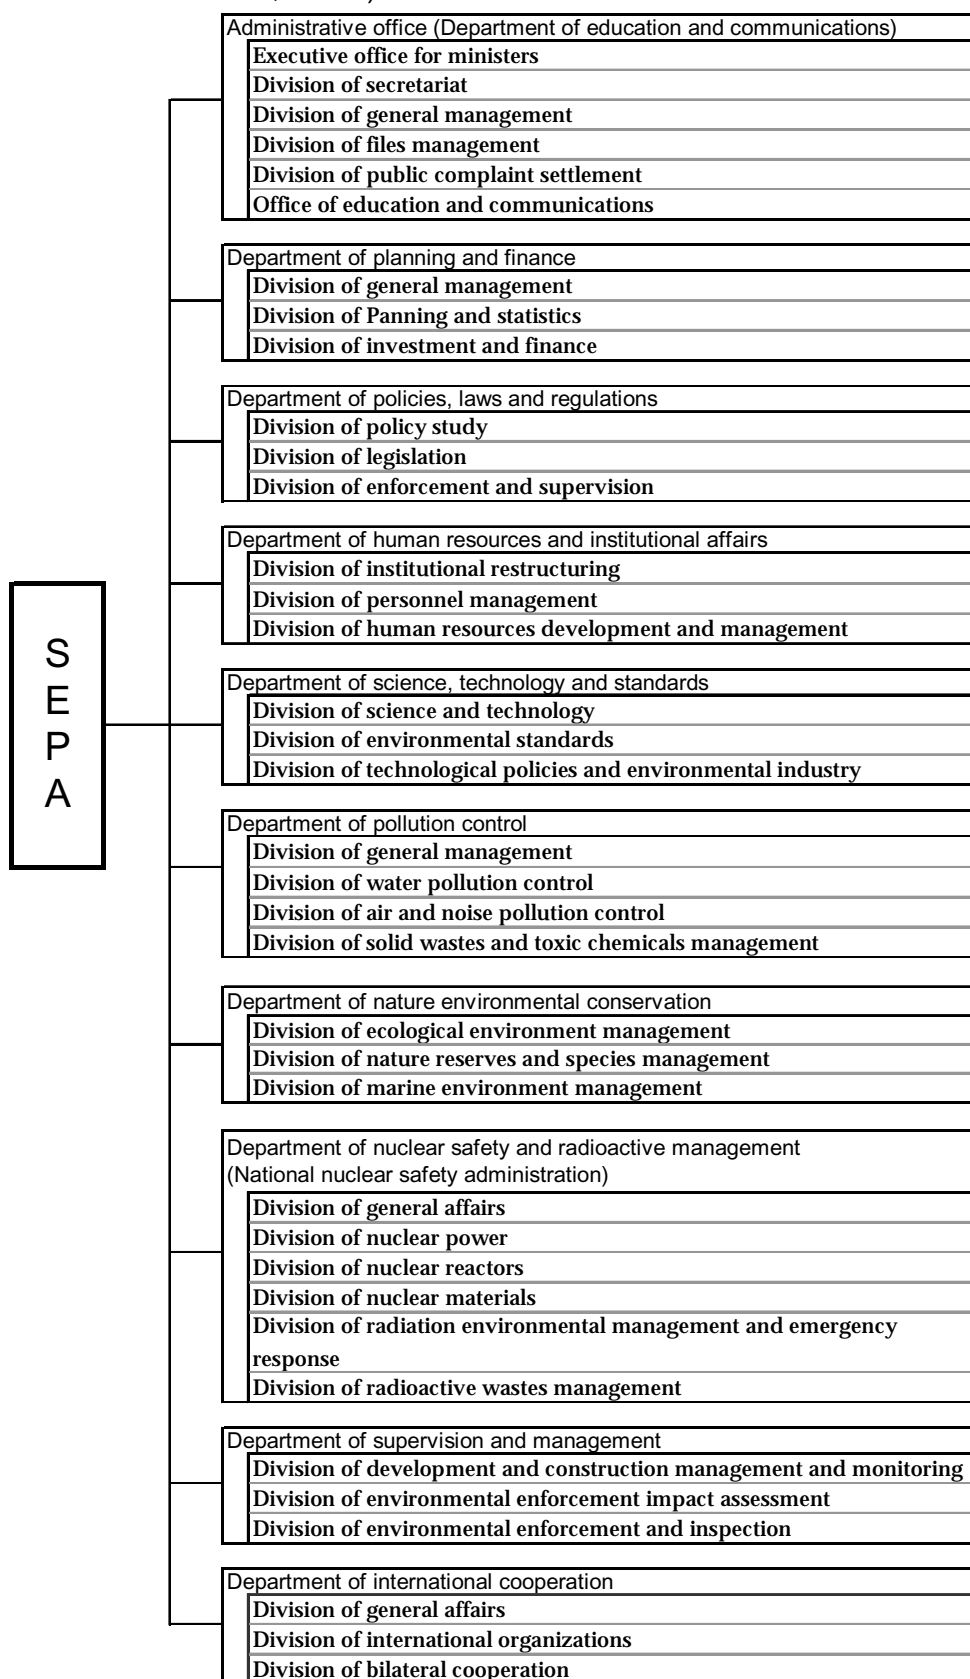 Administrative office (Department of education and communications)
Executive office for ministers
Division of secretariat
Division of general management
Division of files management
Division of public complaint settlement
Office of education and communications
Department of planning and finance
Division of general management
Division of Panning and statistics
Division of investment and finance
Department of policies, laws and regulations
Division of policy study
Division of legislation
Division of enforcement and supervision
Department of human resources and institutional affairs
Division of institutional restructuring
Division of personnel management
Division of human resources development and management
S
E
P
A
Department of science, technology and standards
Division of science and technology
Division of environmental standards
Division of technological policies and environmental industry
Department of pollution control
Division of general management
Division of water pollution control
Division of air and noise pollution control
Division of solid wastes and toxic chemicals management
Department of nature environmental conservation
Division of ecological environment management
Division of nature reserves and species management
Division of marine environment management
Department of nuclear safety and radioactive management
(National nuclear safety administration)
Division of general affairs
Division of nuclear power
Division of nuclear reactors
Division of nuclear materials
Division of radiation environmental management and emergency
response
Division of radioactive wastes management
Department of supervision and management
Division of development and construction management and monitoring
Division of environmental enforcement impact assessment
Division of environmental enforcement and inspection
Department of international cooperation
Division of general affairs
Division of international organizations
Division of bilateral cooperation